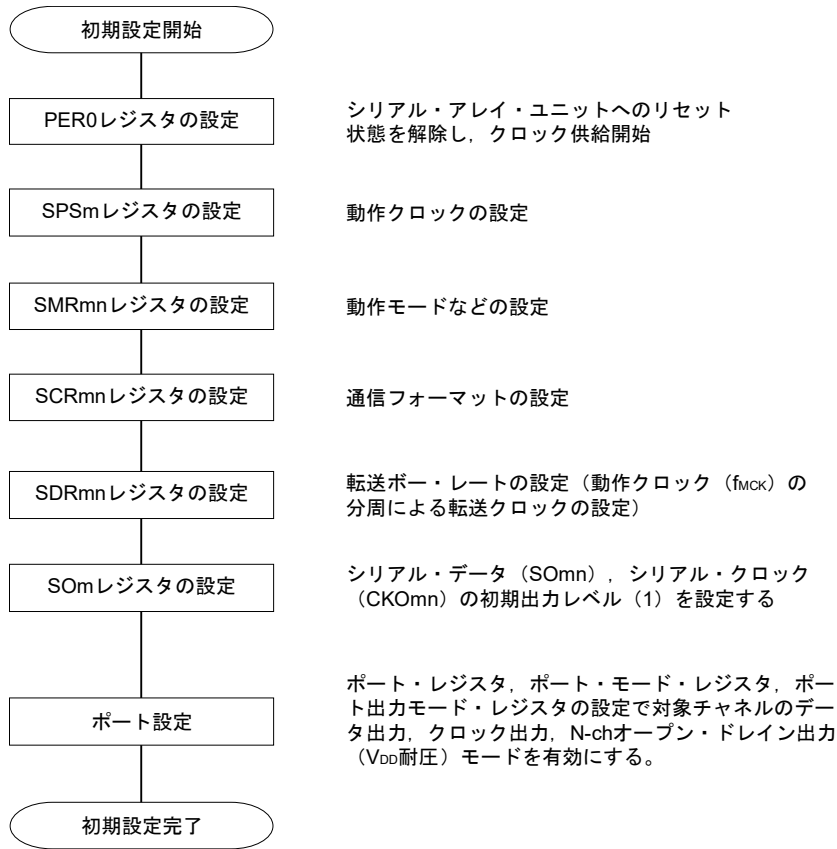 初期設定開始
PER0レジスタの設定
シリアル・アレイ・ユニットへのリセット
状態を解除し，クロック供給開始
SPSmレジスタの設定
動作クロックの設定
SMRmnレジスタの設定
動作モードなどの設定
SCRmnレジスタの設定
通信フォーマットの設定
SDRmnレジスタの設定
転送ボー・レートの設定（動作クロック（fMCK）の
分周による転送クロックの設定）
SOmレジスタの設定
シリアル・データ（SOmn），シリアル・クロック
（CKOmn）の初期出力レベル（1）を設定する
ポート設定
ポート・レジスタ，ポート・モード・レジスタ，ポー
ト出力モード・レジスタの設定で対象チャネルのデー
タ出力，クロック出力，N-chオープン・ドレイン出力
（VDD耐圧）モードを有効にする。
初期設定完了